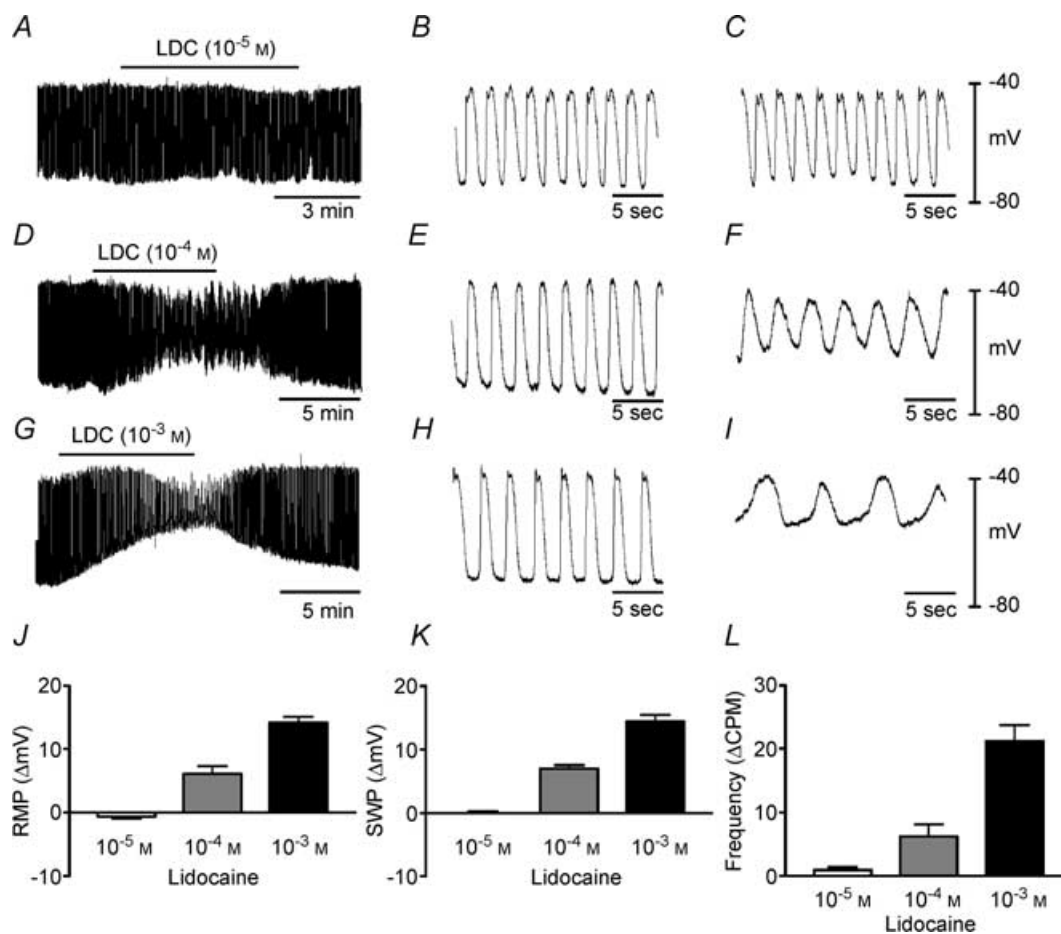 A
B
C
LDC (10⁻⁵ M)
-40
mV
-80
3 min
5 sec
5 sec
D
E
F
LDC (10⁻⁴ M)
-40
mV
-80
5 min
5 sec
5 sec
G
H
I
LDC (10⁻³ M)
-40
mV
-80
5 min
5 sec
5 sec
J
RMP (ΔmV)
20
10
0
-10
10⁻⁵ M 10⁻⁴ M 10⁻³ M
Lidocaine
K
SWP (ΔmV)
20
10
0
-10
10⁻⁵ M 10⁻⁴ M 10⁻³ M
Lidocaine
L
Frequency (ΔCPM)
30
20
10
0
10⁻⁵ M 10⁻⁴ M 10⁻³ M
Lidocaine